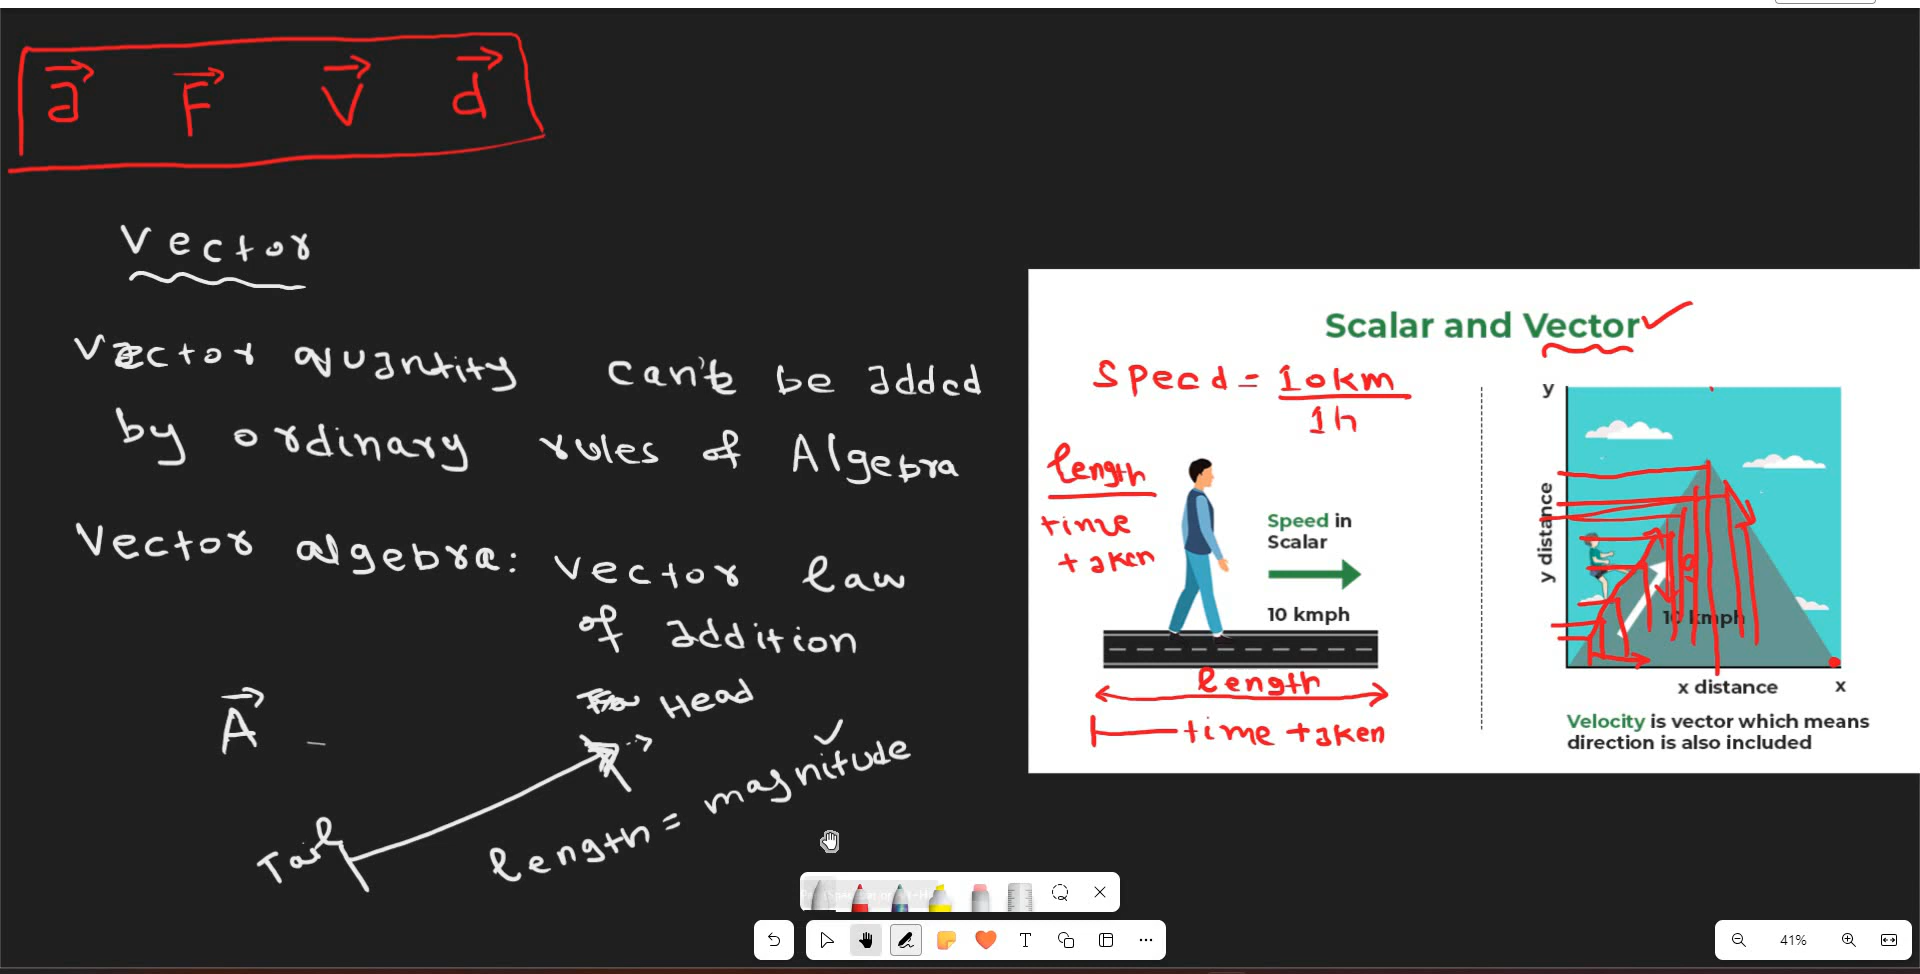 a F V d
Vector
Vector quantity can't be added
by ordinary rules of Algebra
Vector algebra: vector law
of addition
A
Head
Tail
length = magnitude
Scalar and Vector
Speed = 10km
1h
length
time
taken
Speed in
Scalar
10 kmph
length
time taken
y
y distance
10 kmph
x distance x
Velocity is vector which means
direction is also included
41%